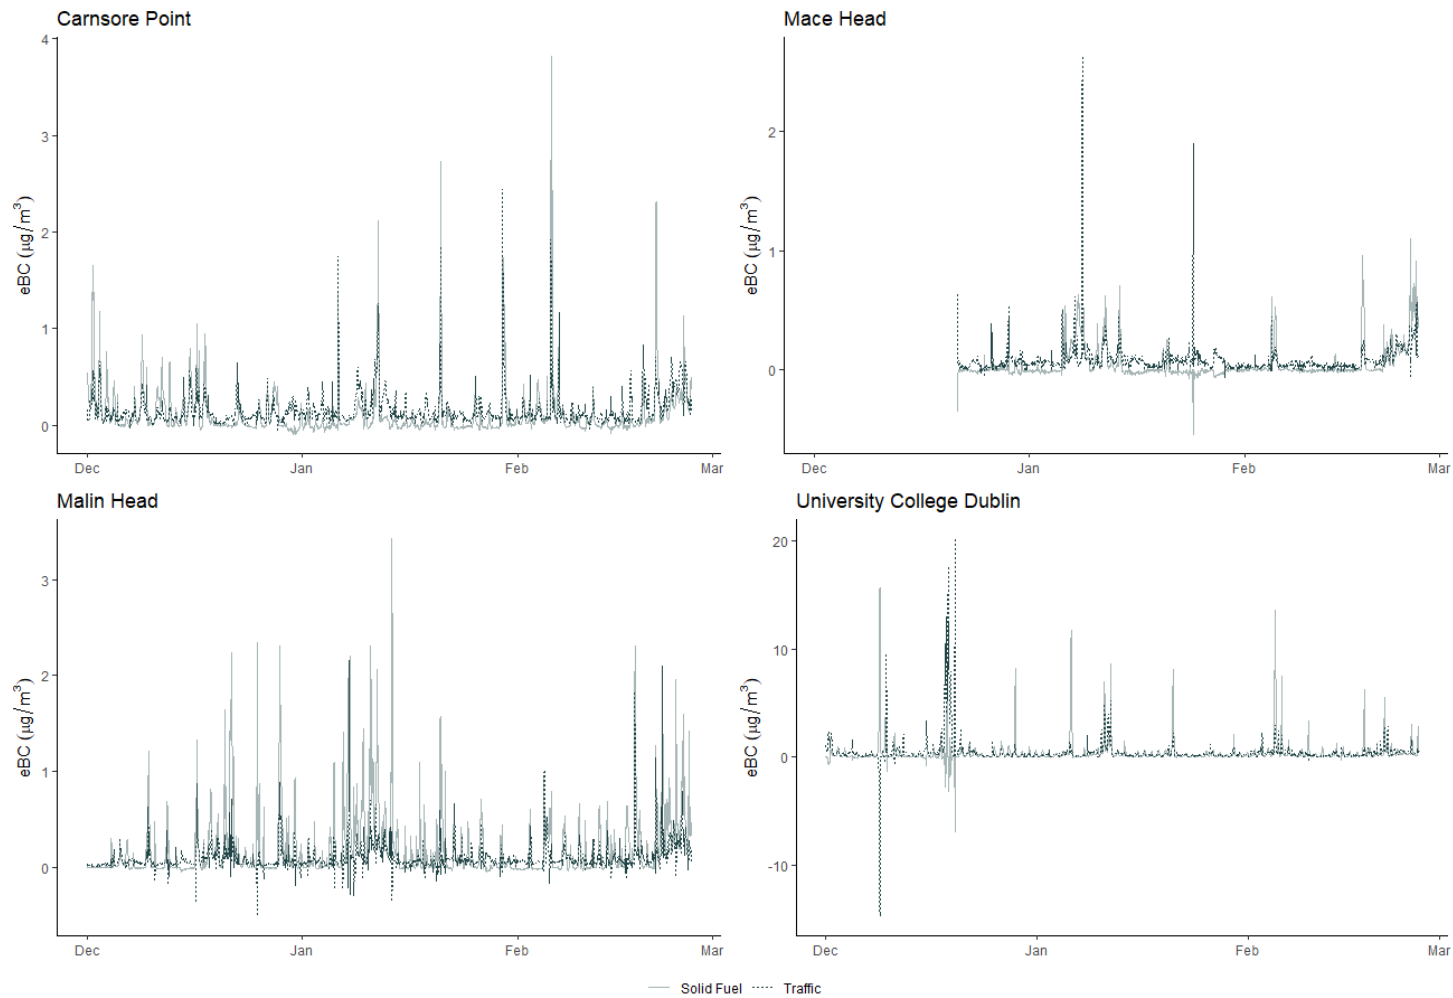 Carnsore Point
4
3
2
1
0
eBC (μg/m³)
Dec Jan Feb Mar
Mace Head
2
1
0
eBC (μg/m³)
Dec Jan Feb Mar
Malin Head
3
2
1
0
eBC (μg/m³)
Dec Jan Feb Mar
University College Dublin
20
10
0
-10
eBC (μg/m³)
Dec Jan Feb Mar
Solid Fuel Traffic